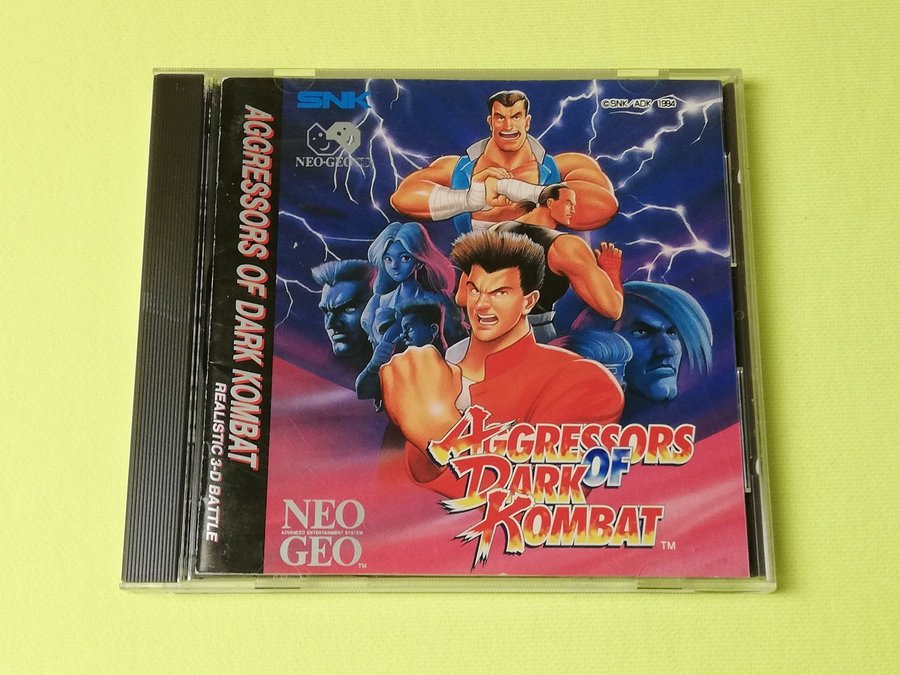 AGGRESSORS OF DARK KOMBAT
REALISTIC 3-D BATTLE
SNK
©SNK/ADK 1994
NEO·GEO CD
AGGRESSORS
OF
DARK
KOMBAT
TM
NEO
ADVANCED ENTERTAINMENT SYSTEM
GEO
TM